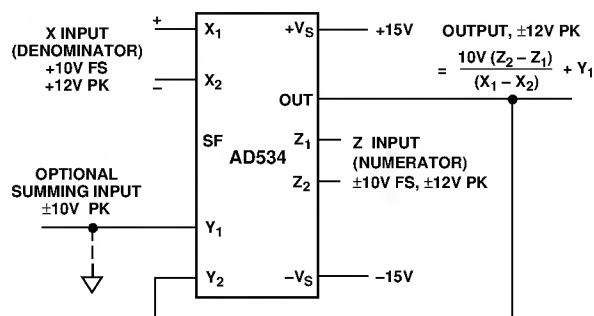 X INPUT
(DENOMINATOR)
+10V FS
+12V PK
+
–
X1
X2
SF
AD534
+VS
+15V
OUT
Z1
Z2
OUTPUT, ±12V PK
= 10V (Z2 – Z1)
(X1 – X2)
+ Y1
Z INPUT
(NUMERATOR)
±10V FS, ±12V PK
OPTIONAL
SUMMING INPUT
±10V PK
Y1
Y2
–VS
–15V